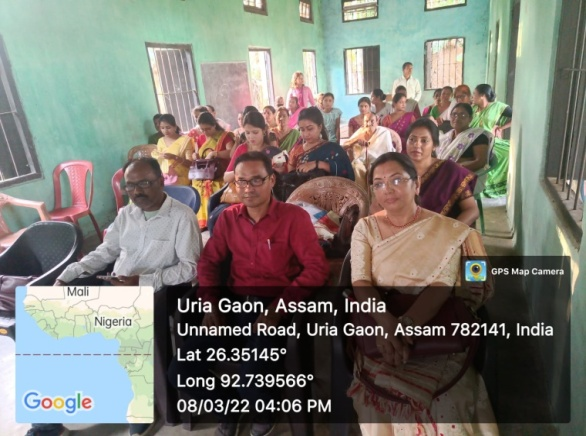 GPS Map Camera
Mali
Nigeria
Google
Uria Gaon, Assam, India
Unnamed Road, Uria Gaon, Assam 782141, India
Lat 26.35145°
Long 92.739566°
08/03/22 04:06 PM